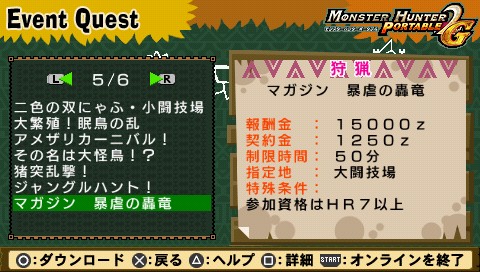 Event Quest
MONSTER HUNTER
PORTABLE 2nd G
L 5/6 R
二色の双にゃふ・小闘技場
大繁殖！眠鳥の乱
アメザリカーニバル！
その名は大怪鳥！？
猪突乱撃！
ジャングルハント！
マガジン　暴虐の轟竜
狩猟
マガジン　暴虐の轟竜
報酬金　：　１５０００ｚ
契約金　：　１２５０ｚ
制限時間：　５０分
指定地　：　大闘技場
特殊条件：
参加資格はＨＲ７以上
○:ダウンロード ×:戻る △:ヘルプ □:詳細 START:オンラインを終了